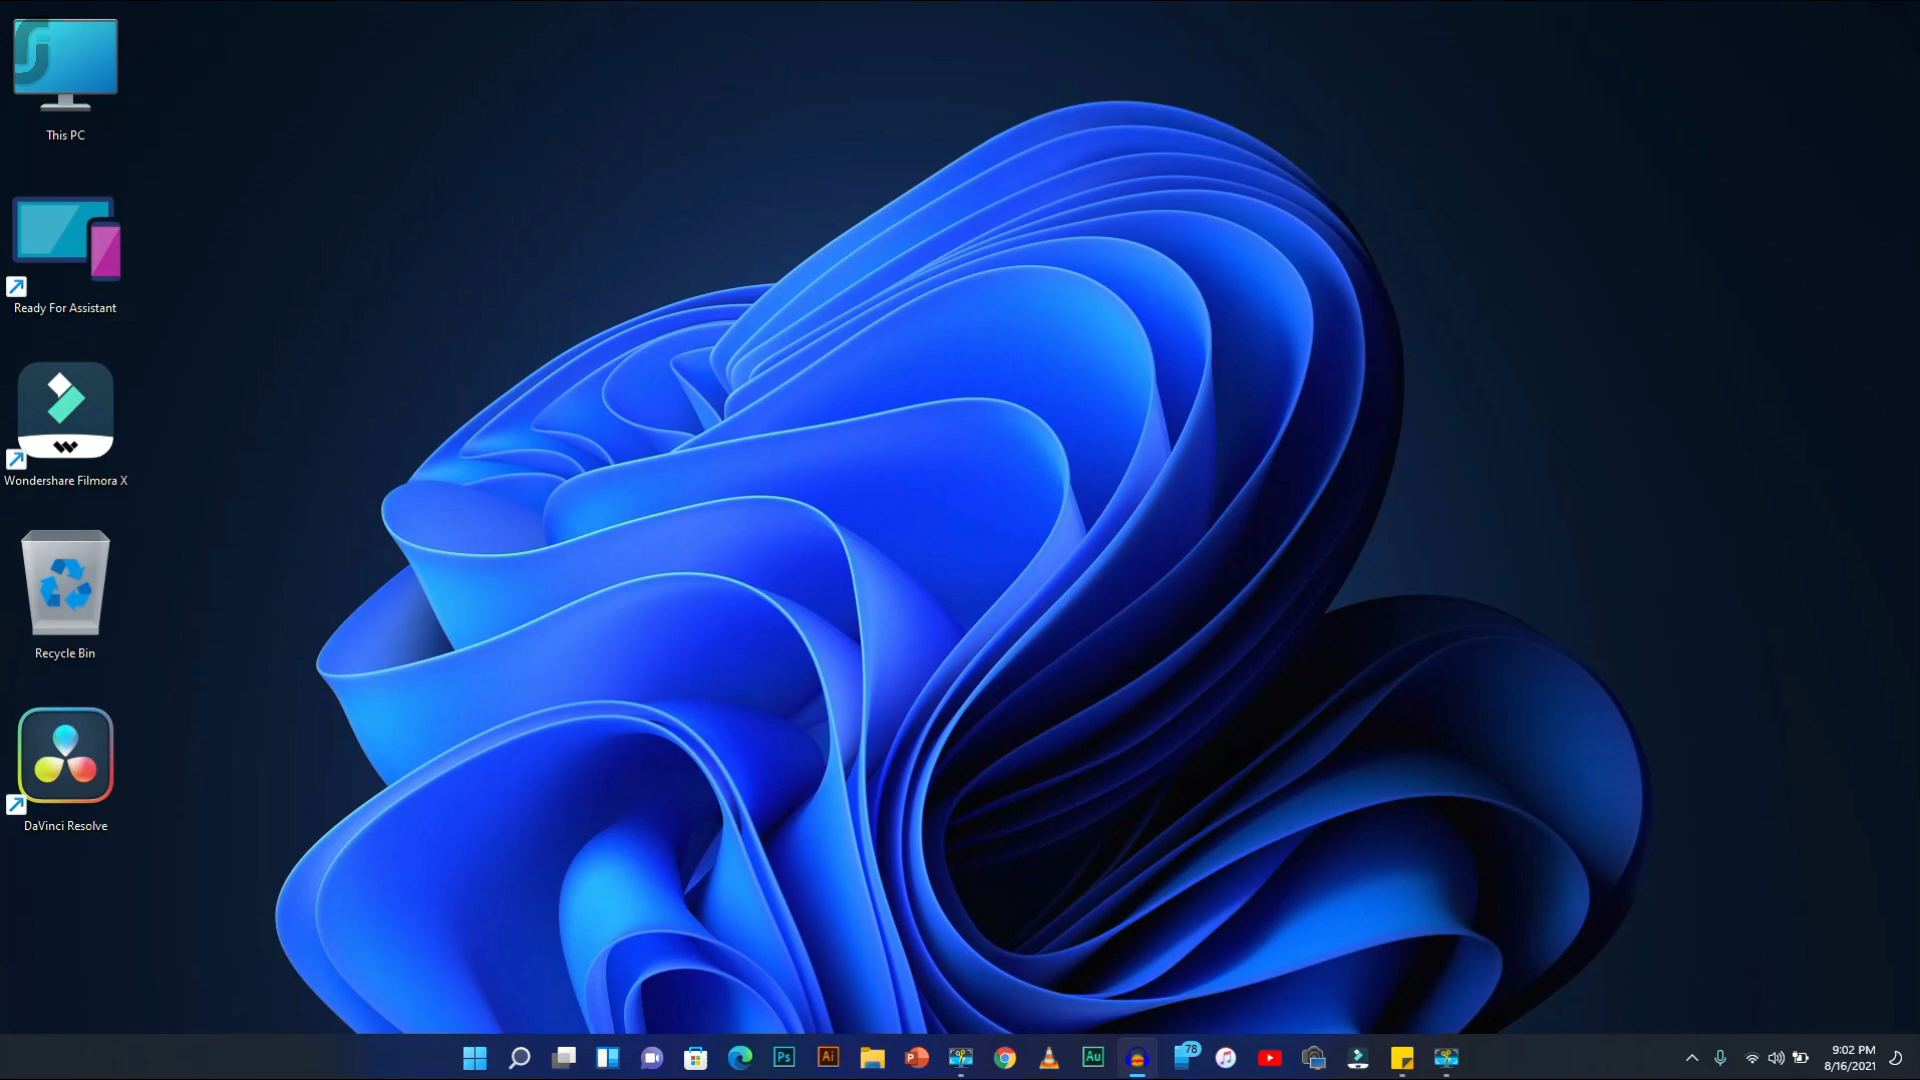 This PC
Ready For Assistant
Wondershare Filmora X
Recycle Bin
DaVinci Resolve
Ps
Ai
P
Au
78
9:02 PM
8/16/2021